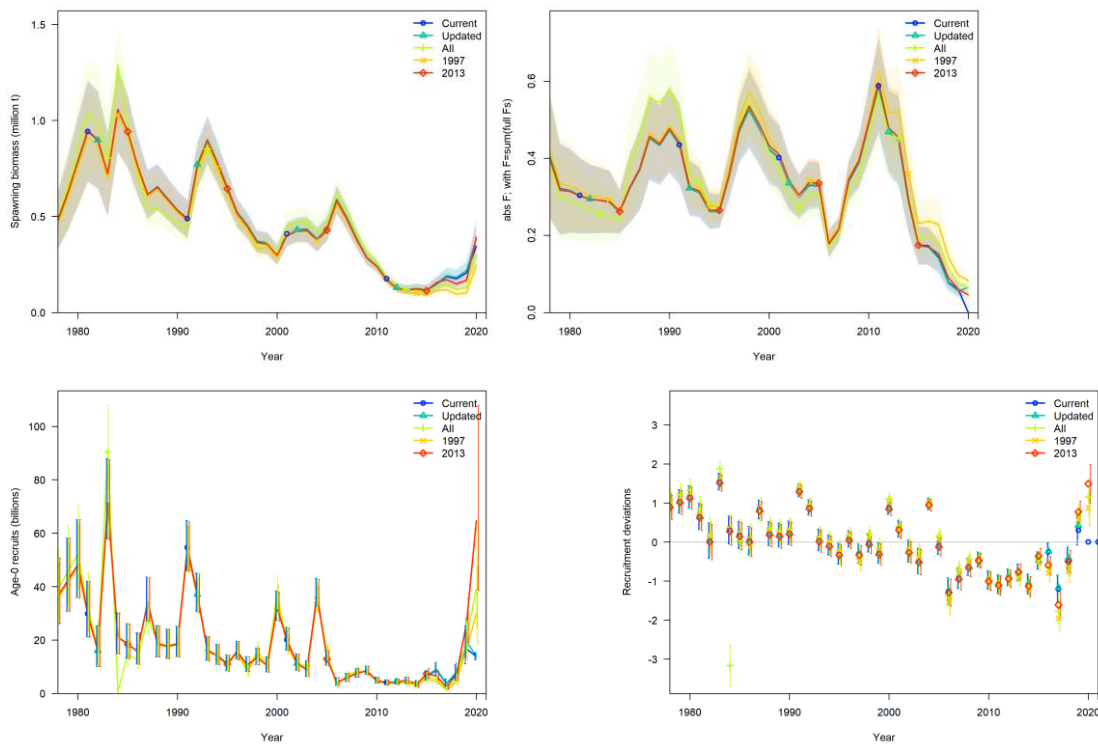 Spawning biomass (million t)
1.5
1.0
0.5
0.0
Current
Updated
All
1997
2013
1980 1990 2000 2010 2020
Year
abs F; with F=sum(full Fs)
0.6
0.4
0.2
0.0
Current
Updated
All
1997
2013
1980 1990 2000 2010 2020
Year
Age-0 recruits (billions)
100
80
60
40
20
0
Current
Updated
All
1997
2013
1980 1990 2000 2010 2020
Year
Recruitment deviations
3
2
1
0
-1
-2
-3
Current
Updated
All
1997
2013
1980 1990 2000 2010 2020
Year